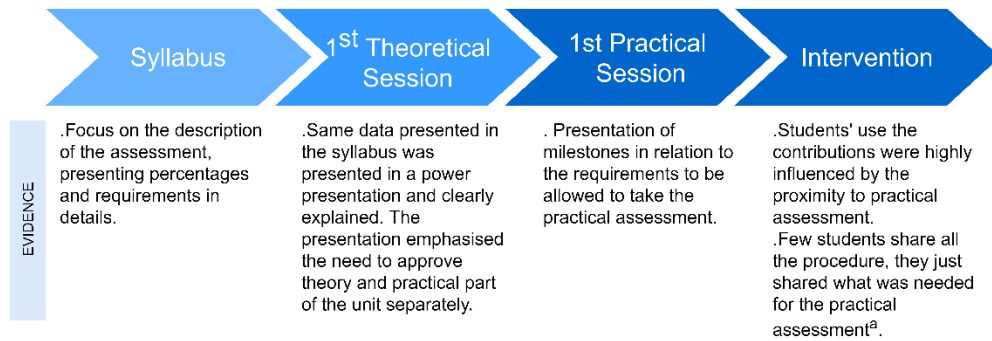 Syllabus
1st Theoretical
Session
1st Practical
Session
Intervention
EVIDENCE
.Focus on the description
of the assessment,
presenting percentages
and requirements in
details.
.Same data presented in
the syllabus was
presented in a power
presentation and clearly
explained. The
presentation emphasised
the need to approve
theory and practical part
of the unit separately.
. Presentation of
milestones in relation to
the requirements to be
allowed to take the
practical assessment.
.Students' use the
contributions were highly
influenced by the
proximity to practical
assessment.
.Few students share all
the procedure, they just
shared what was needed
for the practical
assessmentª.